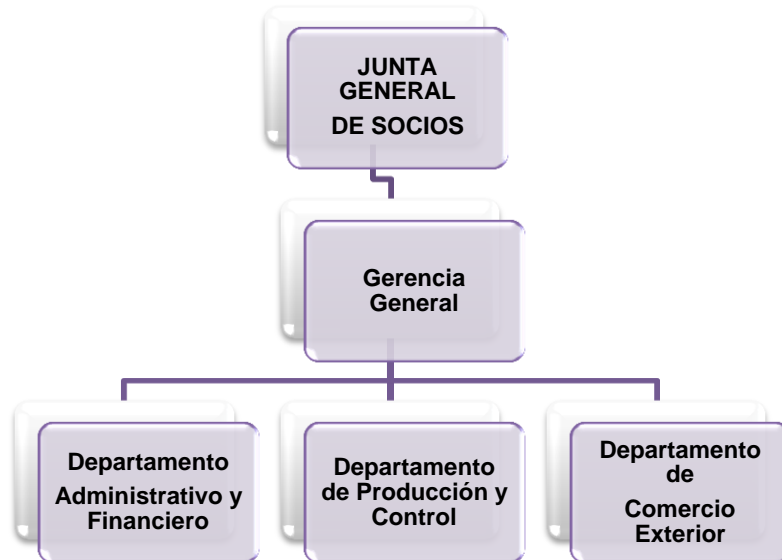 JUNTA
GENERAL
DE SOCIOS
Gerencia
General
Departamento
Administrativo y
Financiero
Departamento
de Producción y
Control
Departamento
de
Comercio
Exterior